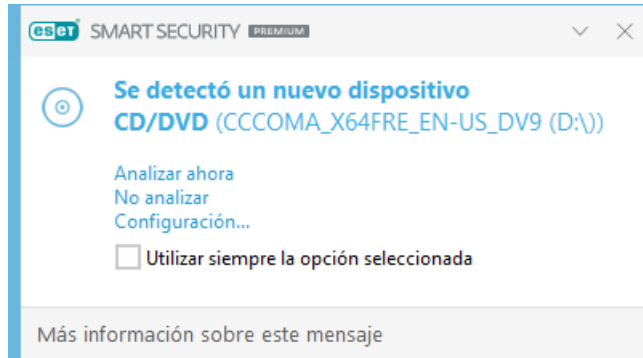 eset SMART SECURITY PREMIUM
Se detectó un nuevo dispositivo
CD/DVD (CCCOMA_X64FRE_EN-US_DV9 (D:\))
Analizar ahora
No analizar
Configuración...
Utilizar siempre la opción seleccionada
Más información sobre este mensaje